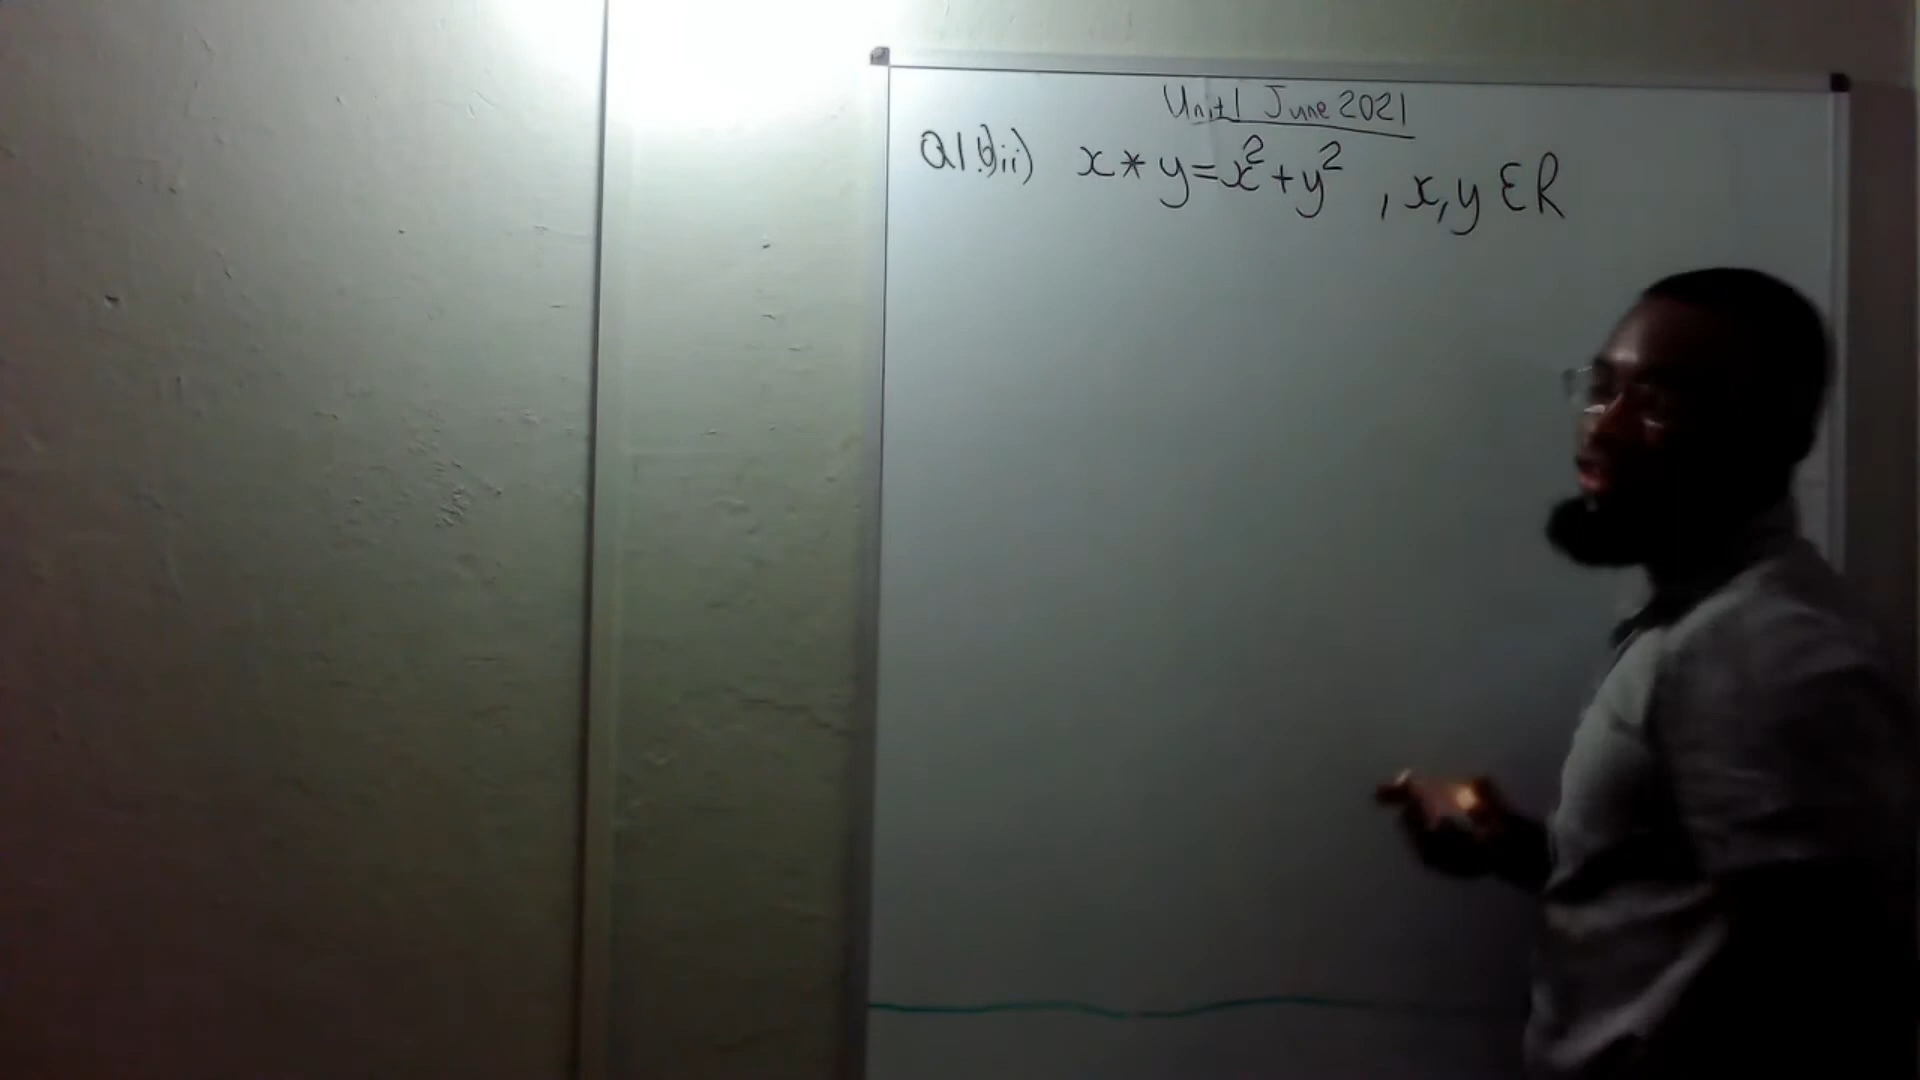 Unit 1 June 2021
Q1.b)ii) x * y = x² + y² , x, y ∈ R